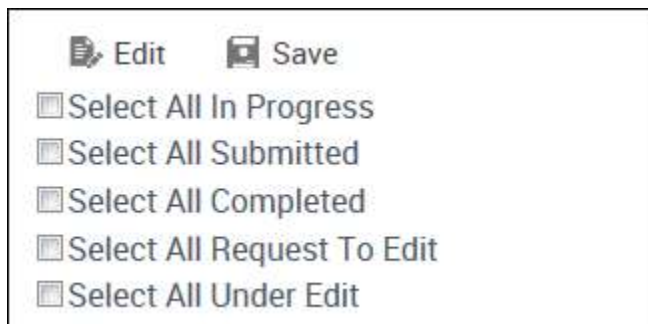 Edit Save
Select All In Progress
Select All Submitted
Select All Completed
Select All Request To Edit
Select All Under Edit